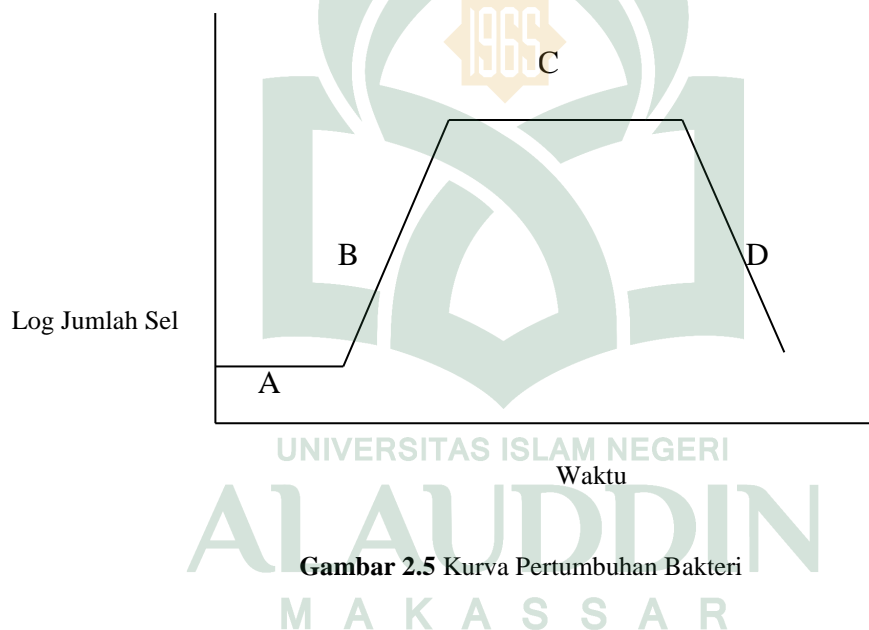 1965
C
B
D
Log Jumlah Sel
A
UNIVERSITAS ISLAM NEGERI
Waktu
ALAUDDIN
Gambar 2.5 Kurva Pertumbuhan Bakteri
MAKASSAR